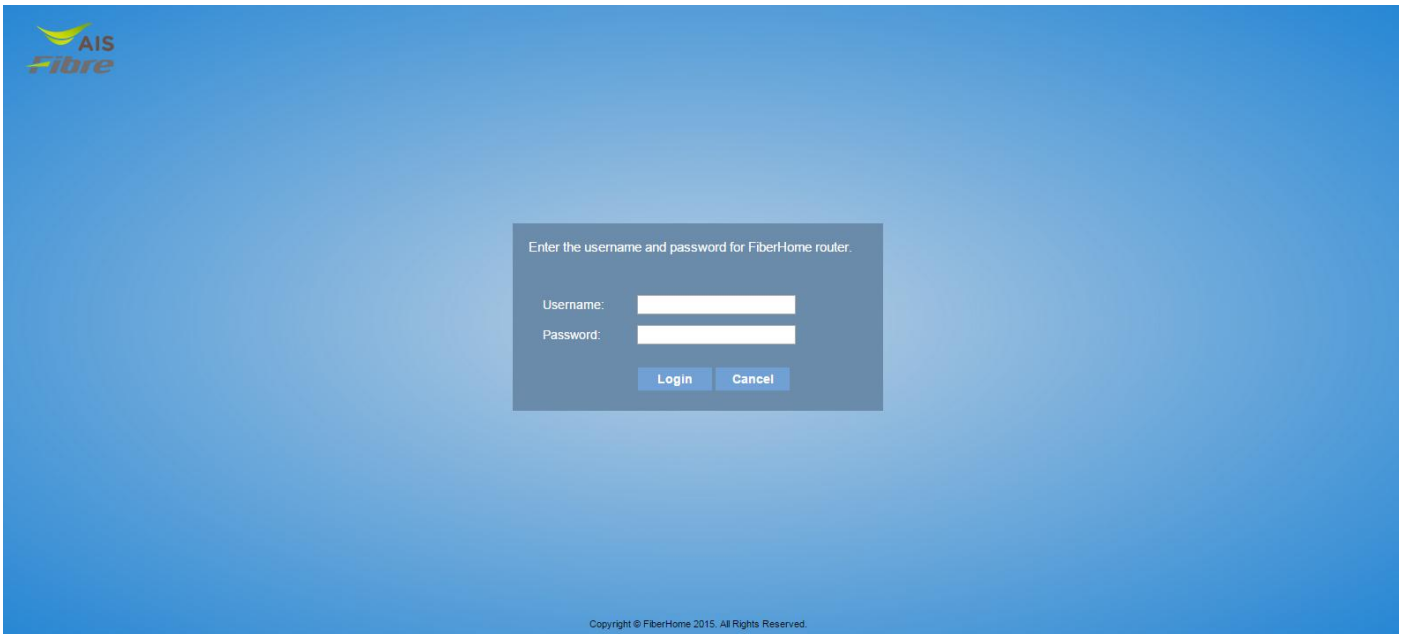 AIS
Fibre
Enter the username and password for FiberHome router.
Username:
Password:
Login Cancel
Copyright © FiberHome 2015. All Rights Reserved.